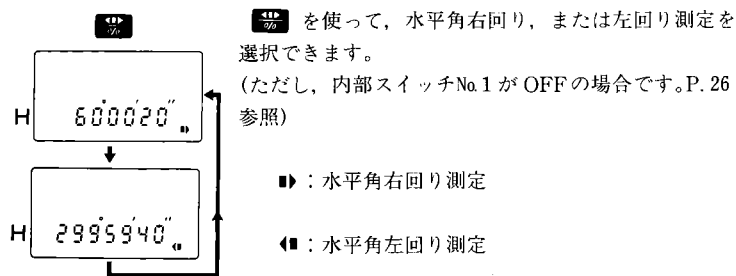 ◀▮▶/% を使って，水平角右回り，または左回り測定を
選択できます。
(ただし，内部スイッチ№1 が OFFの場合です。P. 26
参照)
◀▮▶/%
H 60°00′20″ ▮▶
H 299°59′40″ ◀▮
▮▶：水平角右回り測定
◀▮：水平角左回り測定